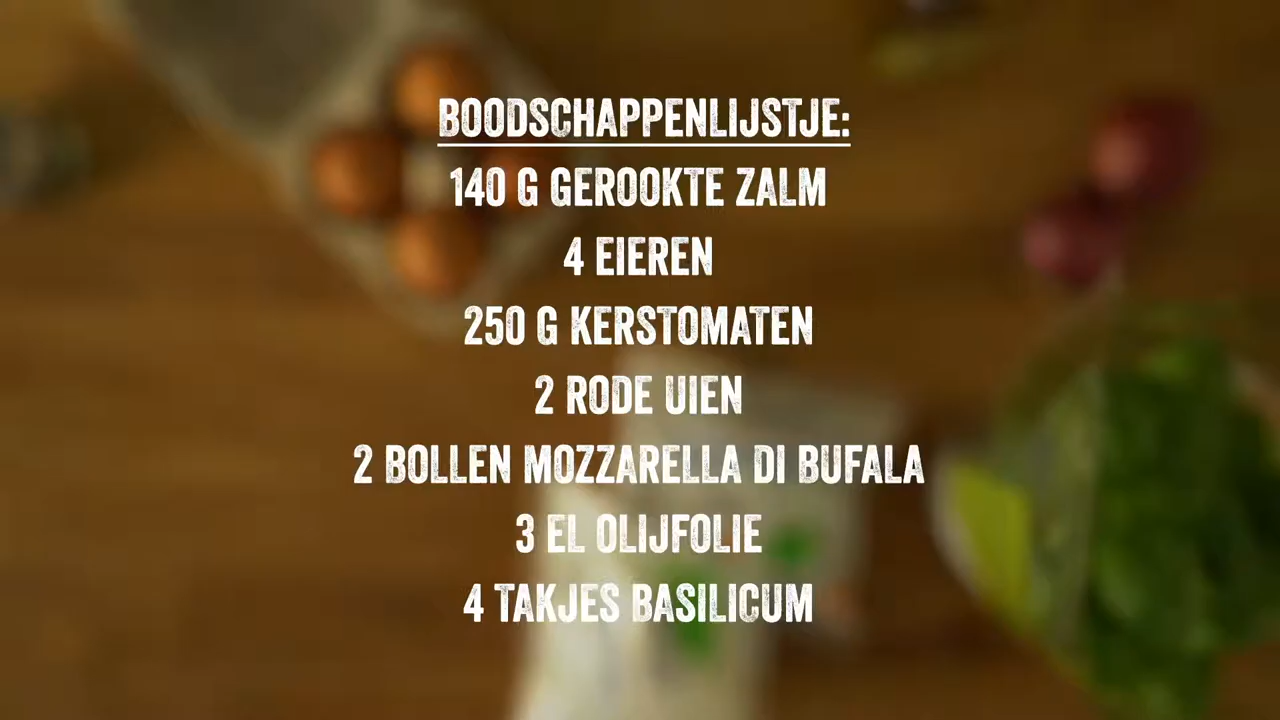 BOODSCHAPPENLIJSTJE:
140 G GEROOKTE ZALM
4 EIEREN
250 G KERSTOMATEN
2 RODE UIEN
2 BOLLEN MOZZARELLA DI BUFALA
3 EL OLIJFOLIE
4 TAKJES BASILICUM